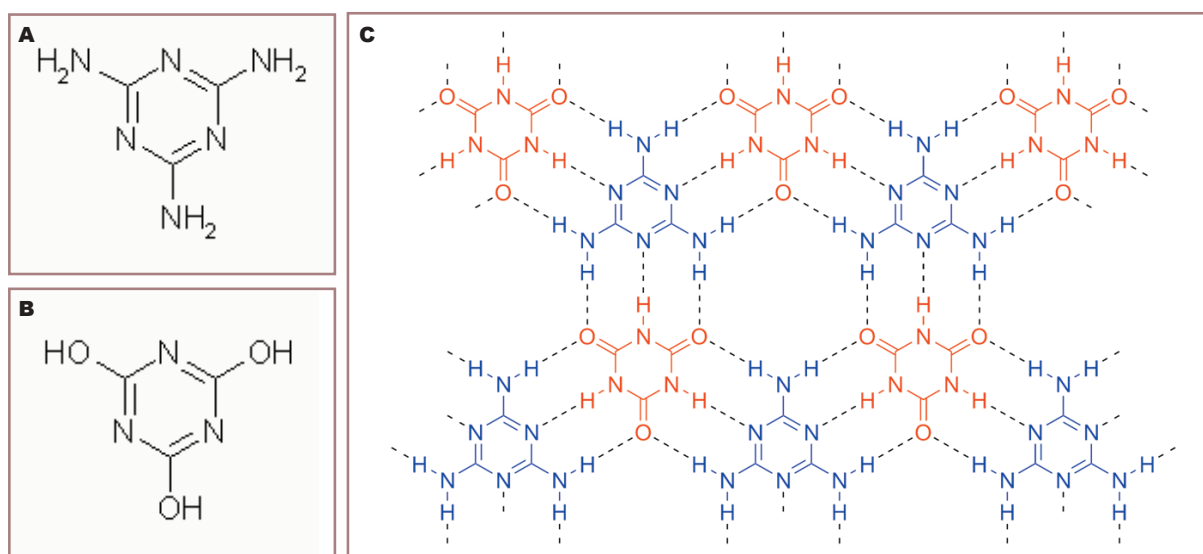 A
H2N N NH2
N N
NH2
B
HO N OH
N N
OH
C
H H H
O N O O N O O N O
H H H H
N N N N N N N N
H H H H H H
O N N O N N O
H H H H
N N N N N N
H H H H
H H
O N O O N O
H H H H H H
N N N N N N N
H H H H
N N O N N O N N
H H H H H H
N N N N N N N N N
H H H H H H